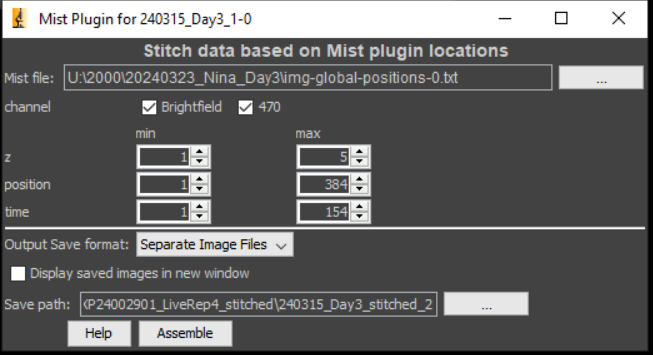 Mist Plugin for 240315_Day3_1-0
Stitch data based on Mist plugin locations
Mist file: U:\2000\20240323_Nina_Day3\img-global-positions-0.txt ...
channel Brightfield 470
min max
z 1 5
position 1 384
time 1 154
Output Save format: Separate Image Files
Display saved images in new window
Save path: P24002901_LiveRep4_stitched\240315_Day3_stitched_2 ...
Help Assemble